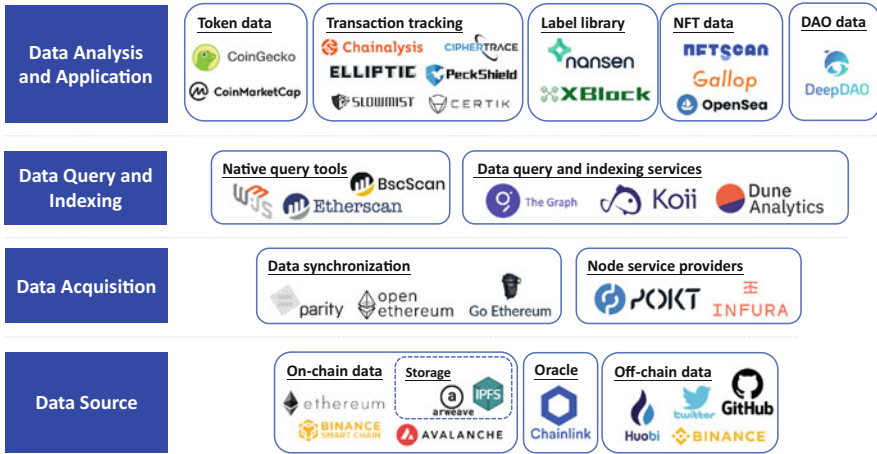 Data Analysis
and Application
Token data
CoinGecko
CoinMarketCap
Transaction tracking
Chainalysis
CIPHERTRACE
ELLIPTIC
PeckShield
SLOWMIST
CERTIK
Label library
nansen
XBlock
NFT data
NFTSCAN
Gallop
OpenSea
DAO data
DeepDAO
Data Query and
Indexing
Native query tools
W3JS
BscScan
Etherscan
Data query and indexing services
The Graph
Koii
Dune
Analytics
Data Acquisition
Data synchronization
parity
open
ethereum
Go Ethereum
Node service providers
POKT
INFURA
Data Source
On-chain data
ethereum
BINANCE
SMART CHAIN
Storage
a
arweave
IPFS
AVALANCHE
Oracle
Chainlink
Off-chain data
Huobi
twitter
GitHub
BINANCE